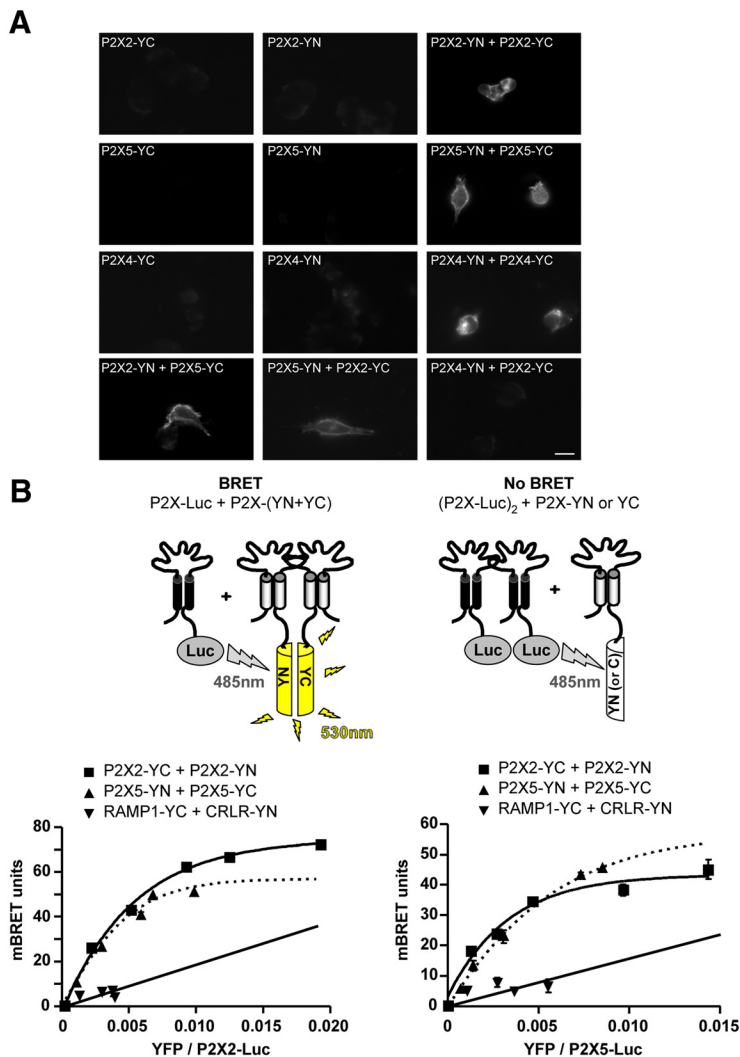 A
P2X2-YC
P2X2-YN
P2X2-YN + P2X2-YC
P2X5-YC
P2X5-YN
P2X5-YN + P2X5-YC
P2X4-YC
P2X4-YN
P2X4-YN + P2X4-YC
P2X2-YN + P2X5-YC
P2X5-YN + P2X2-YC
P2X4-YN + P2X2-YC
B
BRET
P2X-Luc + P2X-(YN+YC)
No BRET
(P2X-Luc)₂ + P2X-YN or YC
+
Luc
485nm
YN
YC
530nm
+
Luc
Luc
485nm
YN (or C)
P2X2-YC + P2X2-YN
P2X5-YN + P2X5-YC
RAMP1-YC + CRLR-YN
mBRET units
80
60
40
20
0
0
0.005
0.010
0.015
0.020
YFP / P2X2-Luc
P2X2-YC + P2X2-YN
P2X5-YN + P2X5-YC
RAMP1-YC + CRLR-YN
mBRET units
60
50
40
30
20
10
0
0
0.005
0.010
0.015
YFP / P2X5-Luc